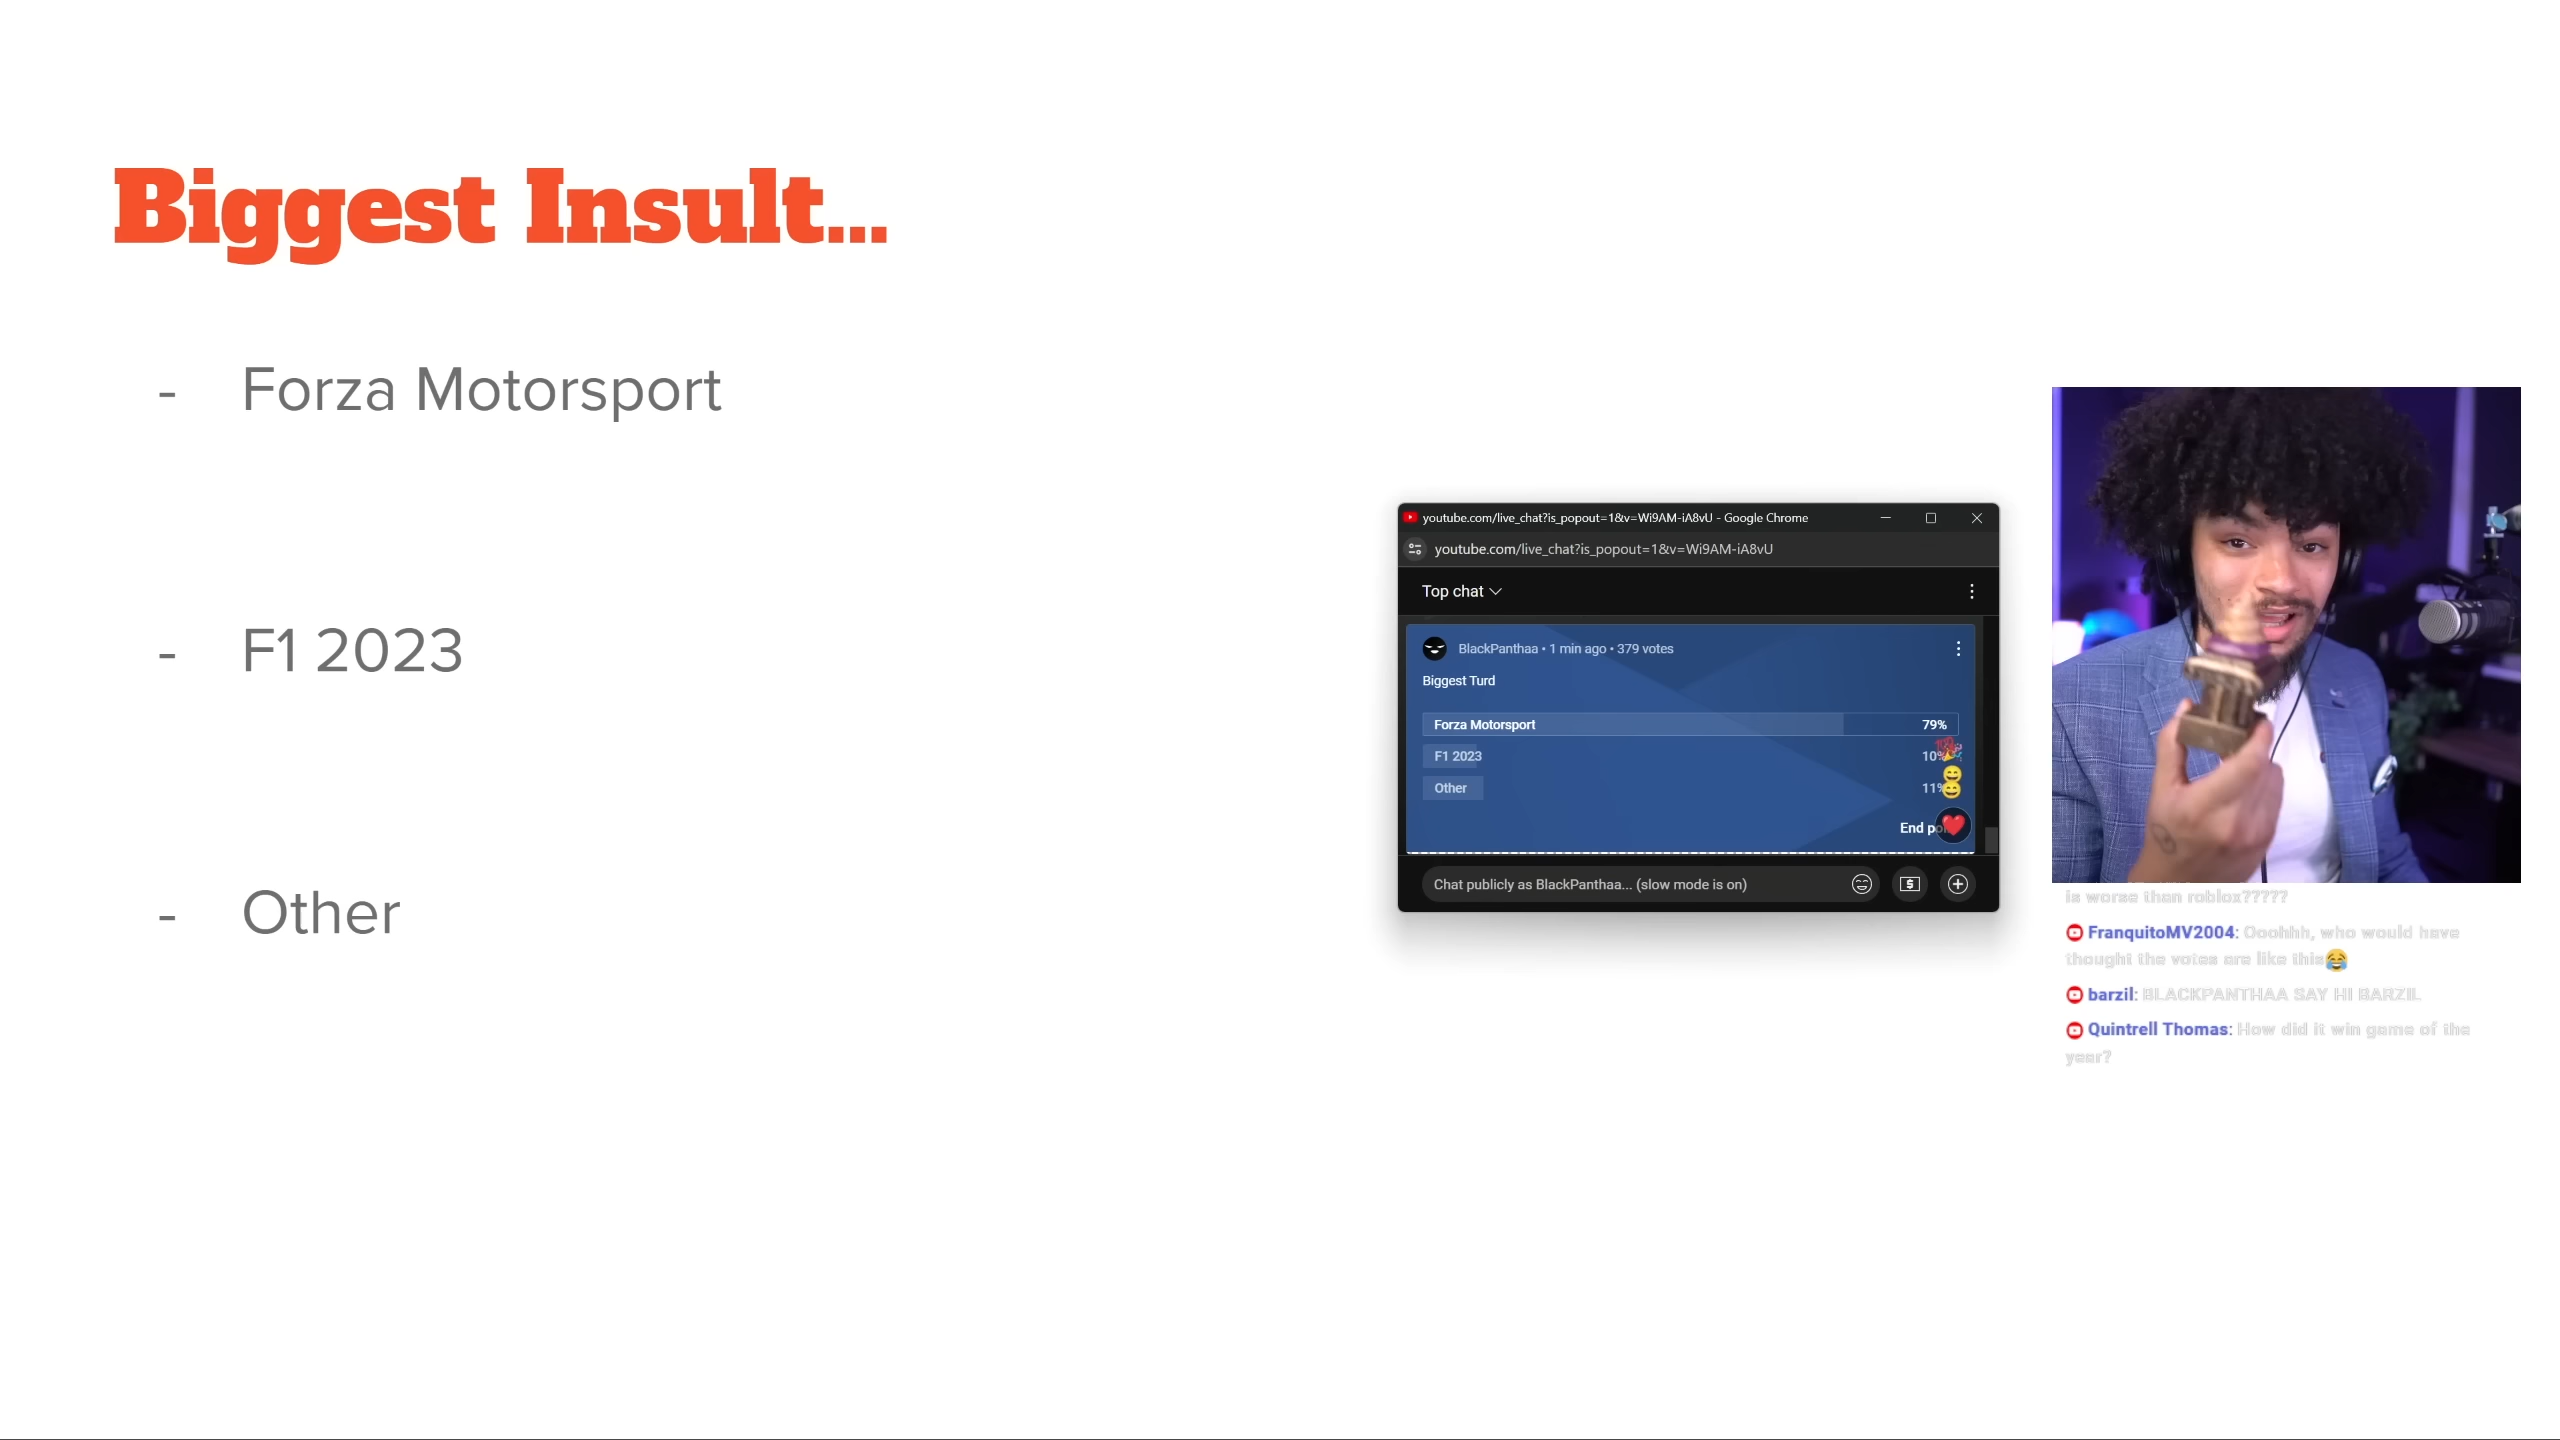 Biggest Insult...
- Forza Motorsport
- F1 2023
- Other
youtube.com/live_chat?is_popout=1&v=Wi9AM-iA8vU - Google Chrome
youtube.com/live_chat?is_popout=1&v=Wi9AM-iA8vU
Top chat
BlackPanthaa • 1 min ago • 379 votes
Biggest Turd
Forza Motorsport 79%
F1 2023 10%
Other 11%
End
Chat publicly as BlackPanthaa... (slow mode is on)
is worse than roblox?????
FranquitoMV2004: Ooohhh, who would have
thought the votes are like this😂
barzil: BLACKPANTHAA SAY HI BARZIL
Quintrell Thomas: How did it win game of the
year?